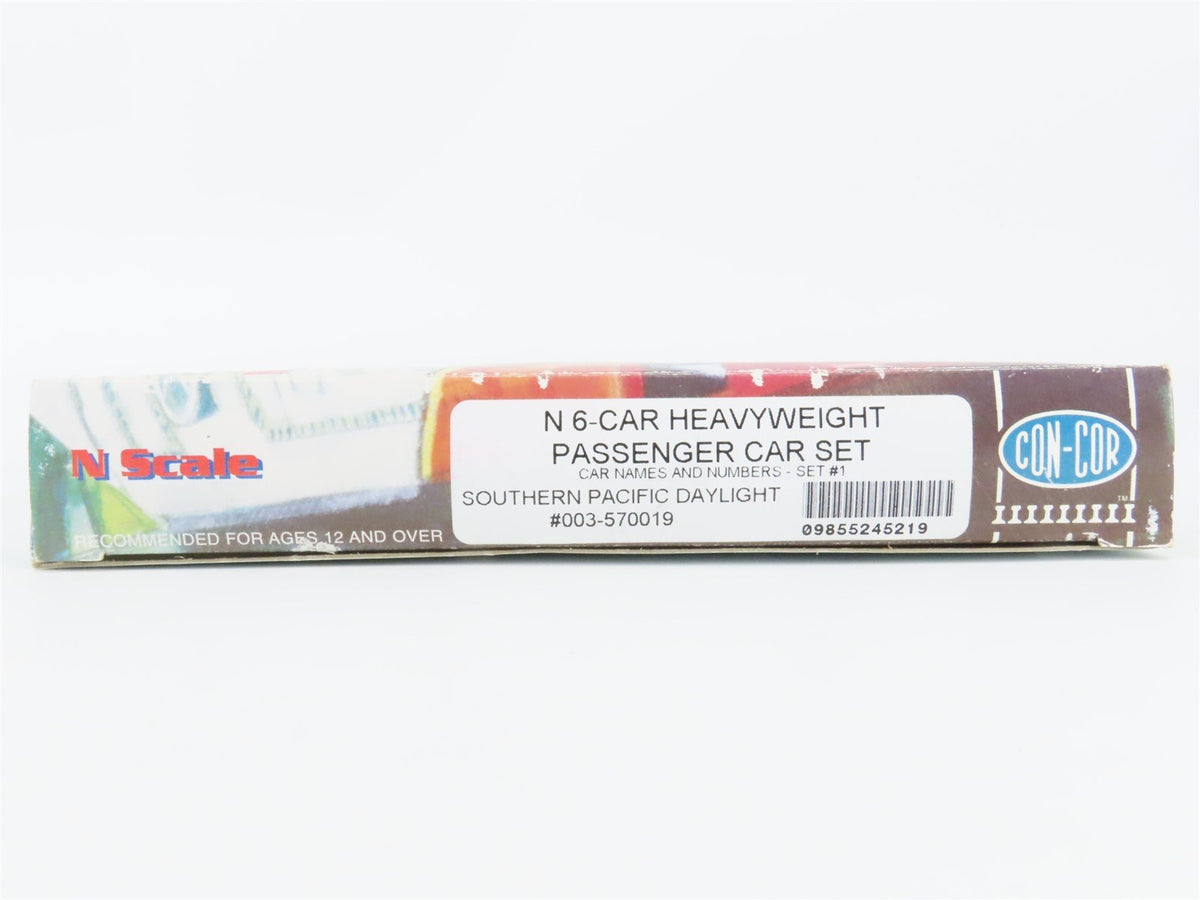 N Scale
RECOMMENDED FOR AGES 12 AND OVER
N 6-CAR HEAVYWEIGHT
PASSENGER CAR SET
CAR NAMES AND NUMBERS - SET #1
SOUTHERN PACIFIC DAYLIGHT
#003-570019
09855245219
CON-COR
TM